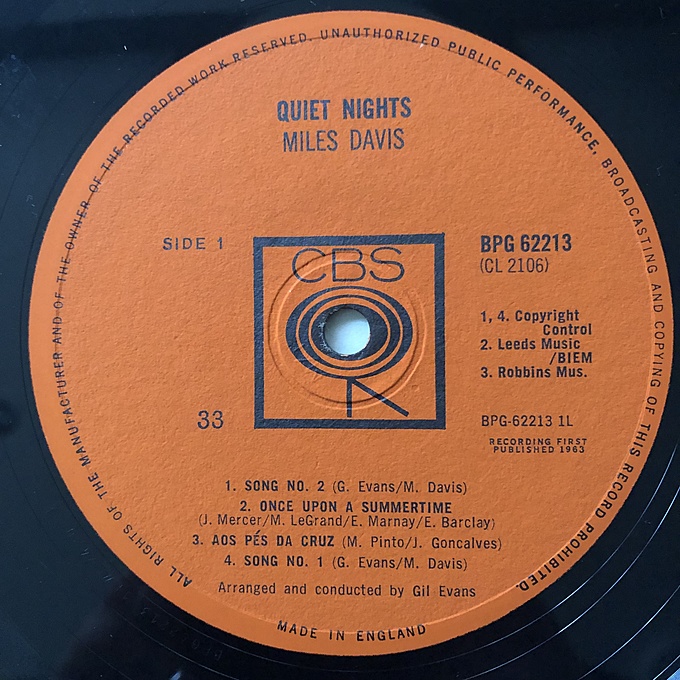 ALL RIGHTS OF THE MANUFACTURER AND OF THE OWNER OF THE RECORDED WORK RESERVED. UNAUTHORIZED PUBLIC PERFORMANCE, BROADCASTING AND COPYING OF THIS RECORD PROHIBITED.
QUIET NIGHTS
MILES DAVIS
SIDE 1
BPG 62213
(CL 2106)
CBS
1, 4. Copyright
Control
2. Leeds Music
/BIEM
3. Robbins Mus.
33
BPG-62213 1L
RECORDING FIRST
PUBLISHED 1963
1. SONG NO. 2 (G. Evans/M. Davis)
2. ONCE UPON A SUMMERTIME
(J. Mercer/M. LeGrand/E. Marnay/E. Barclay)
3. AOS PÉS DA CRUZ (M. Pinto/J. Goncalves)
4. SONG NO. 1 (G. Evans/M. Davis)
Arranged and conducted by Gil Evans
MADE IN ENGLAND